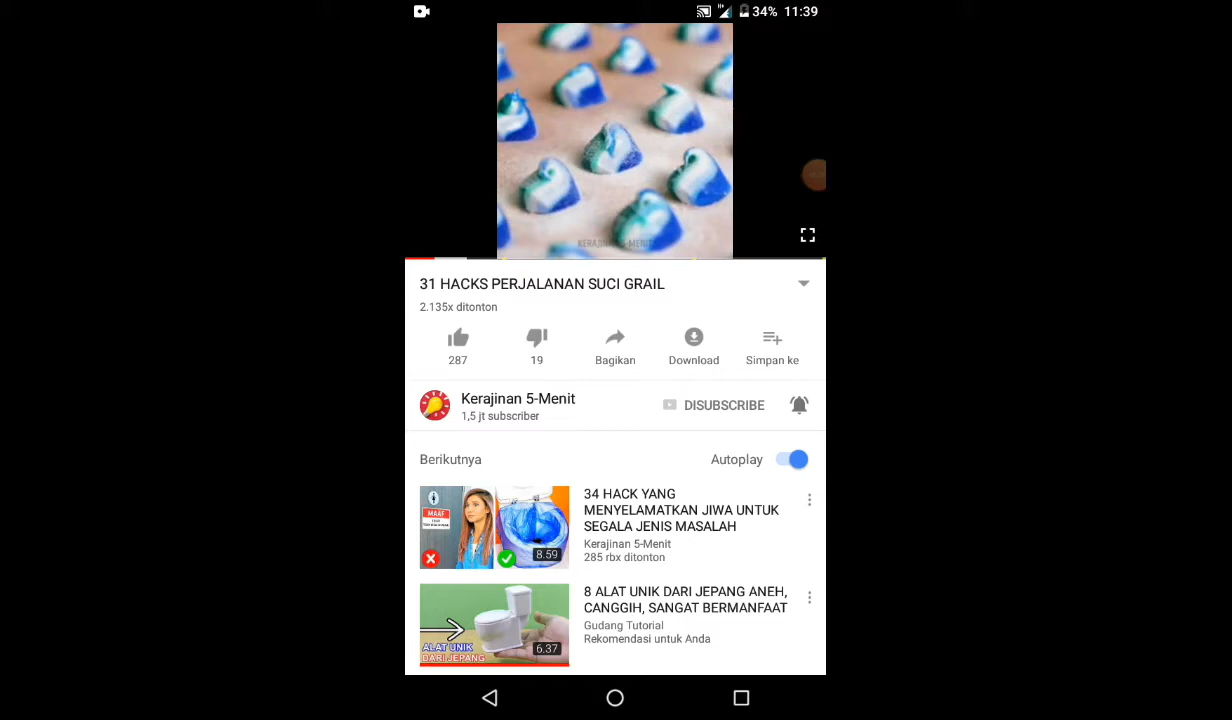 34% 11:39
KERAJINAN 5-MENIT
31 HACKS PERJALANAN SUCI GRAIL
2.135x ditonton
287 19 Bagikan Download Simpan ke
Kerajinan 5-Menit
DISUBSCRIBE
1,5 jt subscriber
Berikutnya Autoplay
34 HACK YANG
MENYELAMATKAN JIWA UNTUK
SEGALA JENIS MASALAH
Kerajinan 5-Menit
285 rbx ditonton
MAAF
8.59
8 ALAT UNIK DARI JEPANG ANEH,
CANGGIH, SANGAT BERMANFAAT
Gudang Tutorial
Rekomendasi untuk Anda
ALAT UNIK
DARI JEPANG
6.37